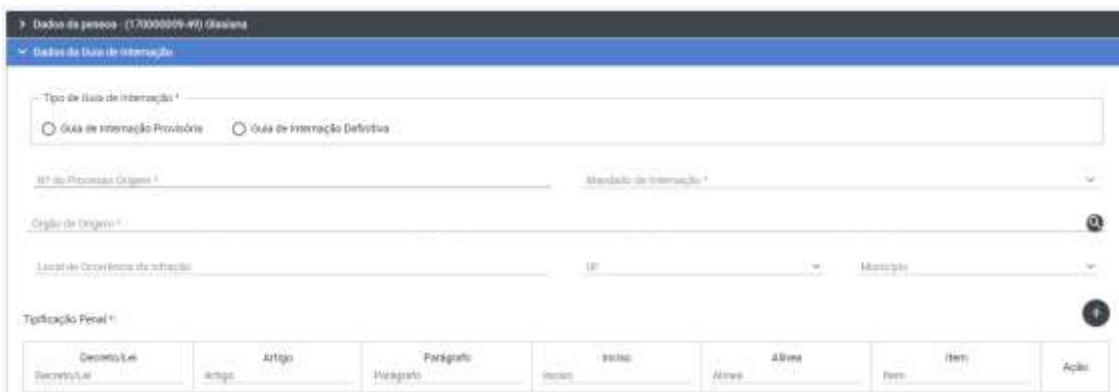 Dados da pessoa - (170000009-49) Glasiana
Dados da Guia de Internação
Tipo de Guia de Internação *
Guia de Internação Provisória Guia de Internação Definitiva
Nº do Processo Origem * Mandado de Internação *
Órgão de Origem *
Local de Ocorrência da Infração UF Município
Tipificação Penal *:
Decreto/Lei Artigo Parágrafo Inciso Alínea Item Ação
Decreto/Lei Artigo Parágrafo Inciso Alínea Item